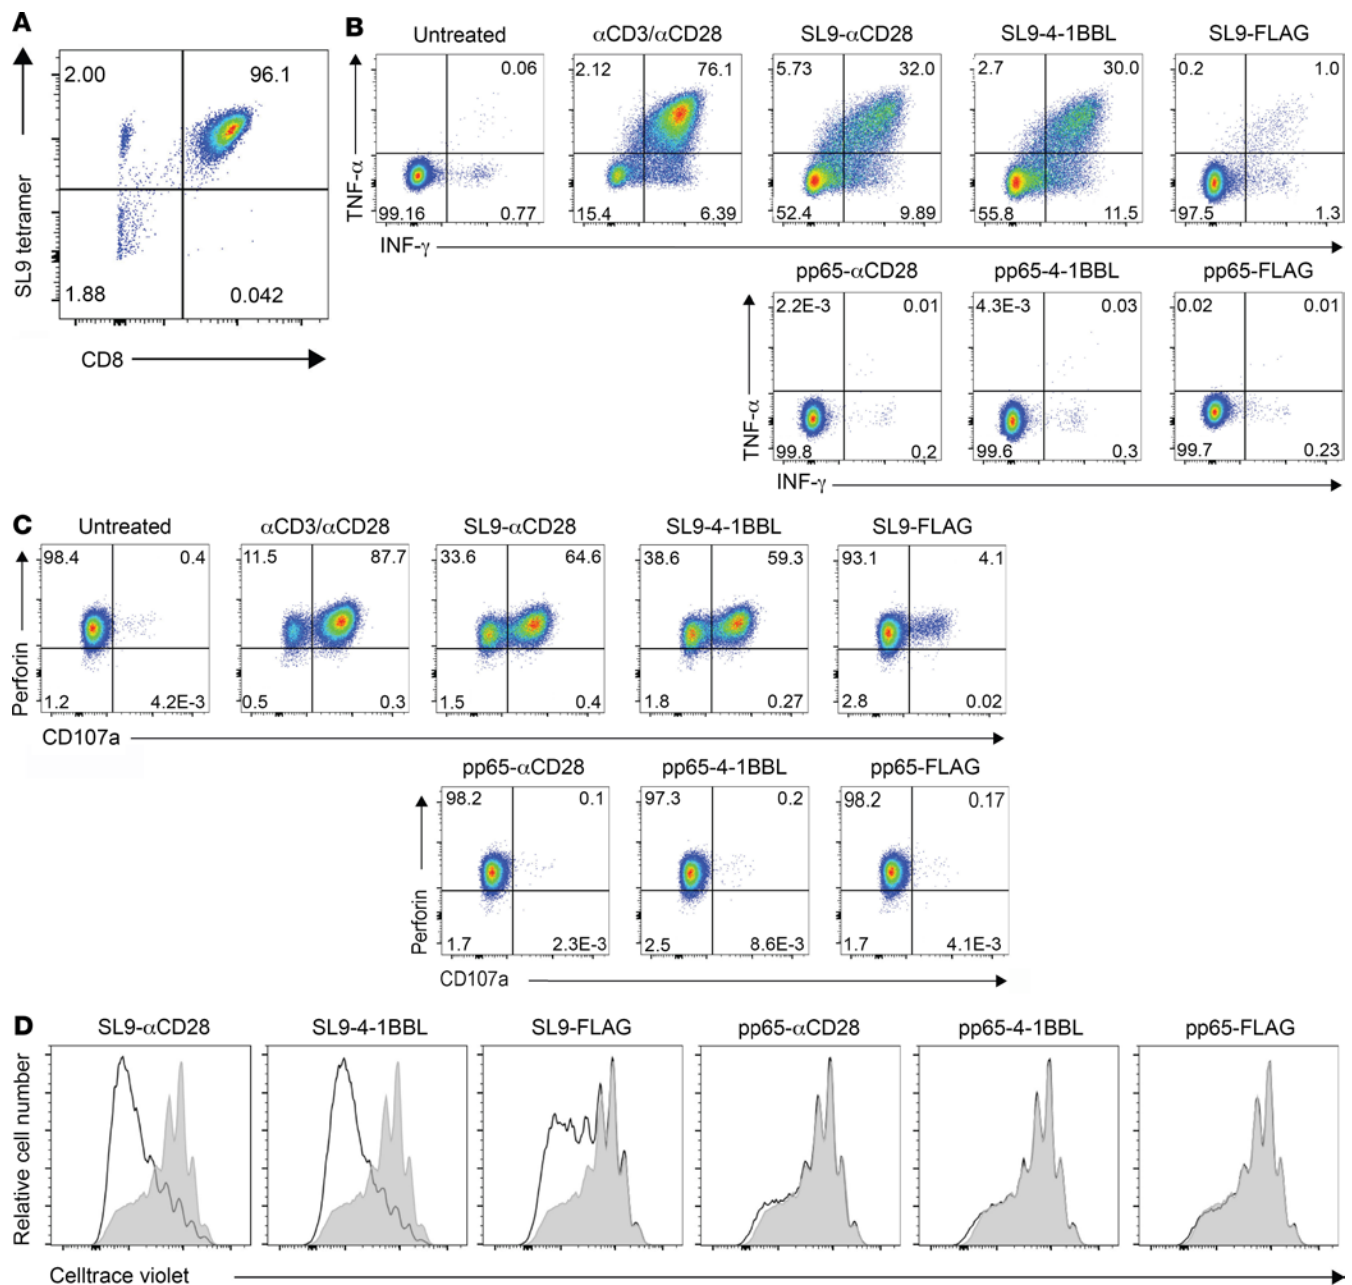 A
2.00 96.1
1.88 0.042
SL9 tetramer
CD8
B
Untreated αCD3/αCD28 SL9-αCD28 SL9-4-1BBL SL9-FLAG
0.06 2.12 76.1 5.73 32.0 2.7 30.0 0.2 1.0
99.16 0.77 15.4 6.39 52.4 9.89 55.8 11.5 97.5 1.3
TNF-α
INF-γ
pp65-αCD28 pp65-4-1BBL pp65-FLAG
2.2E-3 0.01 4.3E-3 0.03 0.02 0.01
99.8 0.2 99.6 0.3 99.7 0.23
TNF-α
INF-γ
C
Untreated αCD3/αCD28 SL9-αCD28 SL9-4-1BBL SL9-FLAG
98.4 0.4 11.5 87.7 33.6 64.6 38.6 59.3 93.1 4.1
1.2 4.2E-3 0.5 0.3 1.5 0.4 1.8 0.27 2.8 0.02
Perforin
CD107a
pp65-αCD28 pp65-4-1BBL pp65-FLAG
98.2 0.1 97.3 0.2 98.2 0.17
1.7 2.3E-3 2.5 8.6E-3 1.7 4.1E-3
Perforin
CD107a
D
SL9-αCD28 SL9-4-1BBL SL9-FLAG pp65-αCD28 pp65-4-1BBL pp65-FLAG
Relative cell number
Celltrace violet